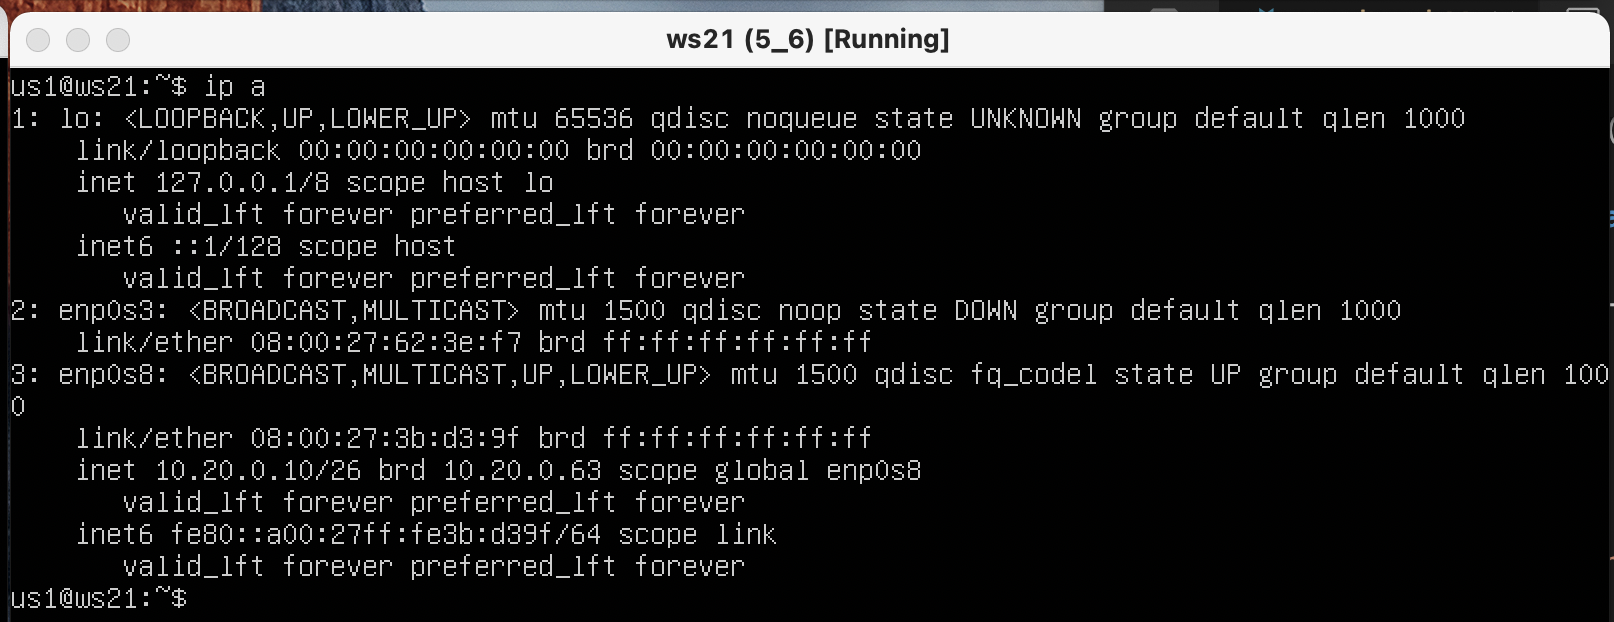 ws21 (5_6) [Running]
us1@ws21:~$ ip a
1: lo: <LOOPBACK,UP,LOWER_UP> mtu 65536 qdisc noqueue state UNKNOWN group default qlen 1000
    link/loopback 00:00:00:00:00:00 brd 00:00:00:00:00:00
    inet 127.0.0.1/8 scope host lo
       valid_lft forever preferred_lft forever
    inet6 ::1/128 scope host
       valid_lft forever preferred_lft forever
2: enp0s3: <BROADCAST,MULTICAST> mtu 1500 qdisc noop state DOWN group default qlen 1000
    link/ether 08:00:27:62:3e:f7 brd ff:ff:ff:ff:ff:ff
3: enp0s8: <BROADCAST,MULTICAST,UP,LOWER_UP> mtu 1500 qdisc fq_codel state UP group default qlen 100
0
    link/ether 08:00:27:3b:d3:9f brd ff:ff:ff:ff:ff:ff
    inet 10.20.0.10/26 brd 10.20.0.63 scope global enp0s8
       valid_lft forever preferred_lft forever
    inet6 fe80::a00:27ff:fe3b:d39f/64 scope link
       valid_lft forever preferred_lft forever
us1@ws21:~$